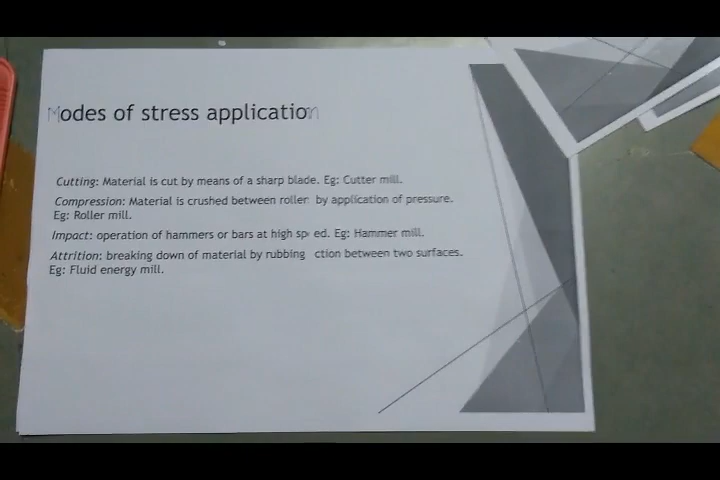 Modes of stress application
Cutting: Material is cut by means of a sharp blade. Eg: Cutter mill.
Compression: Material is crushed between roller by application of pressure.
Eg: Roller mill.
Impact: operation of hammers or bars at high sp ed. Eg: Hammer mill.
Attrition: breaking down of material by rubbing ction between two surfaces.
Eg: Fluid energy mill.